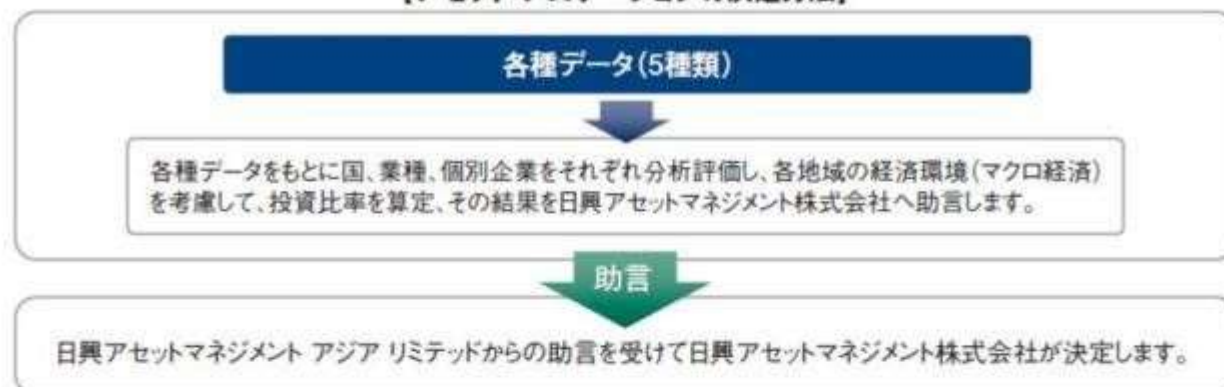 各種データ(5種類)
各種データをもとに国、業種、個別企業をそれぞれ分析評価し、各地域の経済環境(マクロ経済)
を考慮して、投資比率を算定、その結果を日興アセットマネジメント株式会社へ助言します。
助言
日興アセットマネジメント アジア リミテッドからの助言を受けて日興アセットマネジメント株式会社が決定します。